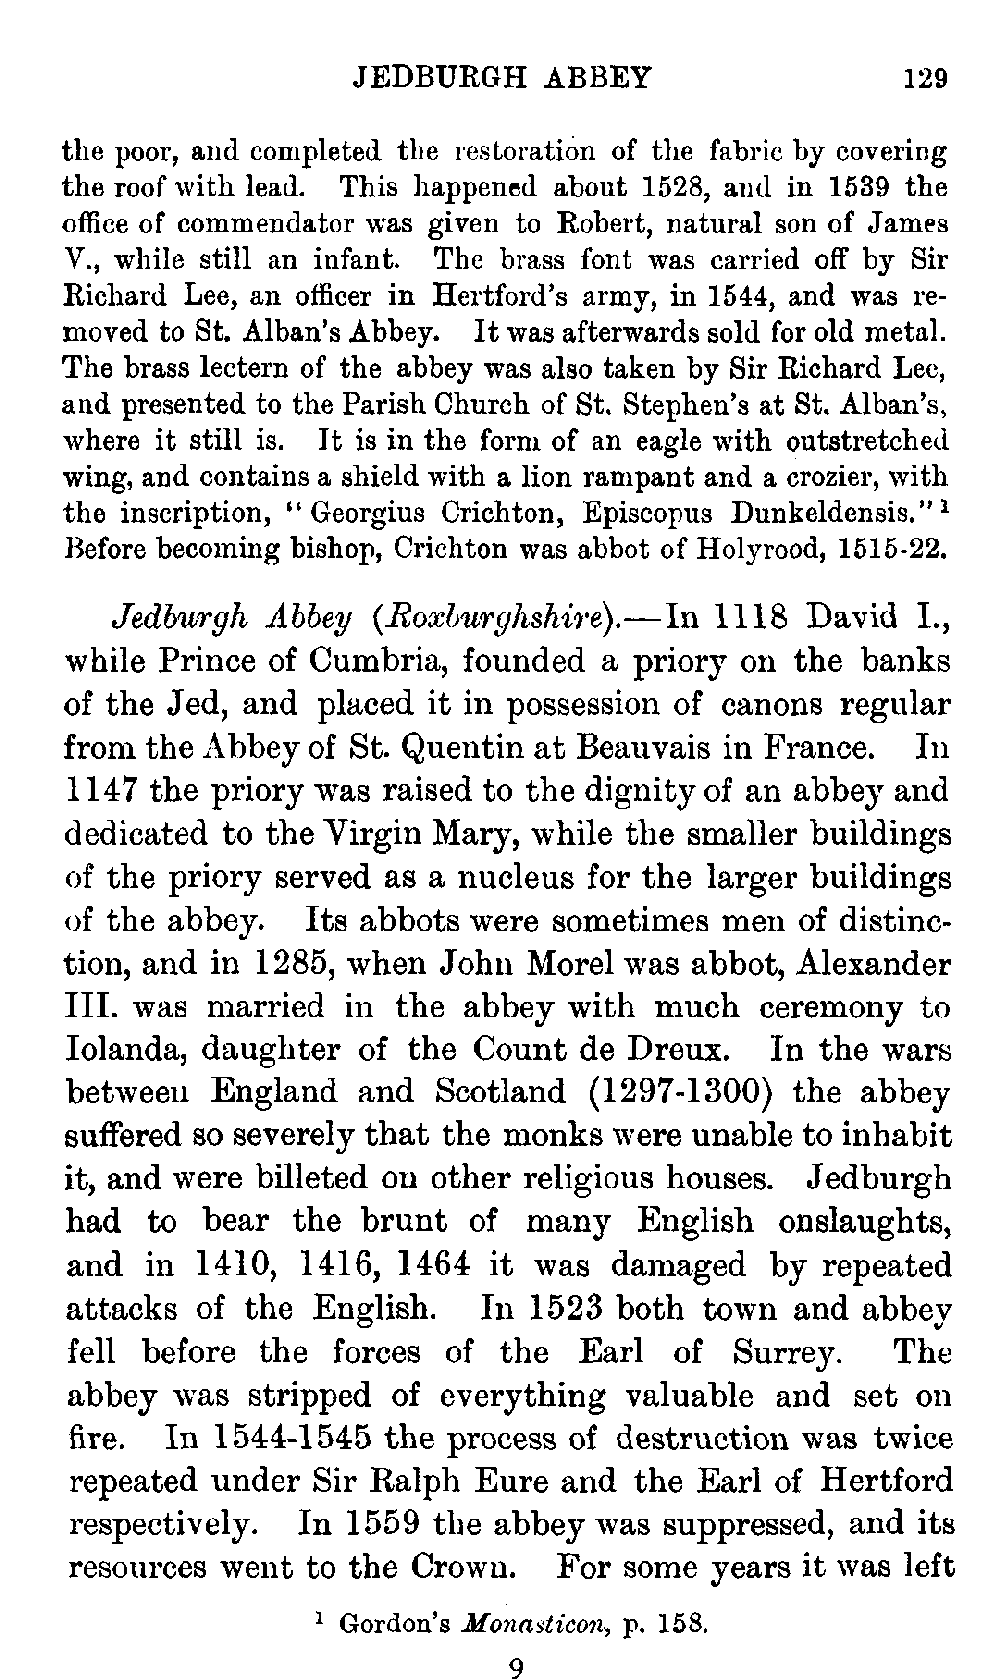 JEDBURGH ABBEY 129
the poor, and completed the restoration of the fabric by covering
the roof with lead. This happened about 1528, and in 1539 the
office of commendator was given to Robert, natural son of James
V., while still an infant. The brass font was carried off by Sir
Richard Lee, an officer in Hertford's army, in 1544, and was re-
moved to St. Alban's Abbey. It was afterwards sold for old metal.
The brass lectern of the abbey was also taken by Sir Richard Lee,
and presented to the Parish Church of St. Stephen's at St. Alban's,
where it still is. It is in the form of an eagle with outstretched
wing, and contains a shield with a lion rampant and a crozier, with
the inscription, "Georgius Crichton, Episcopus Dunkeldensis."¹
Before becoming bishop, Crichton was abbot of Holyrood, 1515-22.
Jedburgh Abbey (Roxburghshire).—In 1118 David I.,
while Prince of Cumbria, founded a priory on the banks
of the Jed, and placed it in possession of canons regular
from the Abbey of St. Quentin at Beauvais in France. In
1147 the priory was raised to the dignity of an abbey and
dedicated to the Virgin Mary, while the smaller buildings
of the priory served as a nucleus for the larger buildings
of the abbey. Its abbots were sometimes men of distinc-
tion, and in 1285, when John Morel was abbot, Alexander
III. was married in the abbey with much ceremony to
Iolanda, daughter of the Count de Dreux. In the wars
between England and Scotland (1297-1300) the abbey
suffered so severely that the monks were unable to inhabit
it, and were billeted on other religious houses. Jedburgh
had to bear the brunt of many English onslaughts,
and in 1410, 1416, 1464 it was damaged by repeated
attacks of the English. In 1523 both town and abbey
fell before the forces of the Earl of Surrey. The
abbey was stripped of everything valuable and set on
fire. In 1544-1545 the process of destruction was twice
repeated under Sir Ralph Eure and the Earl of Hertford
respectively. In 1559 the abbey was suppressed, and its
resources went to the Crown. For some years it was left
¹ Gordon's Monasticon, p. 158.
9